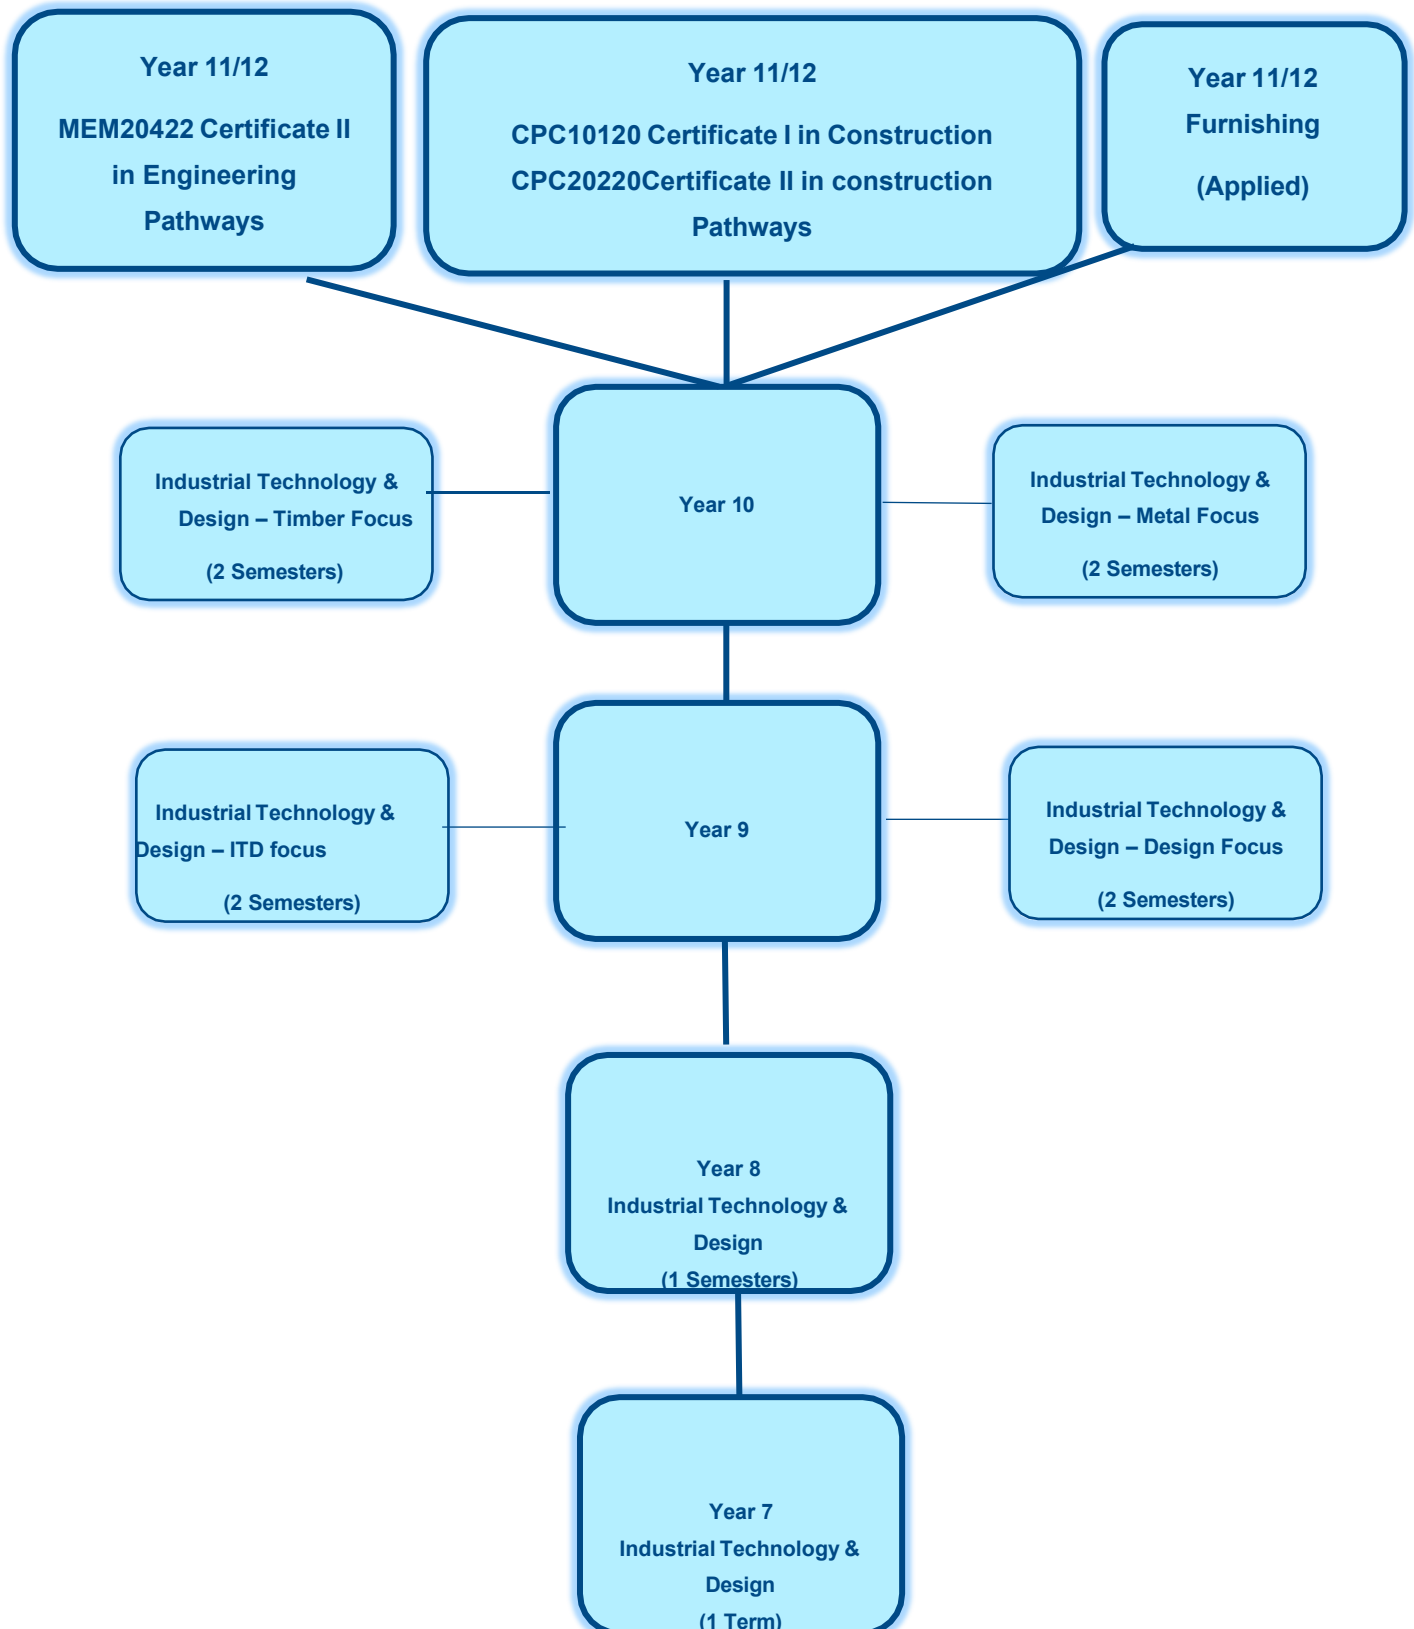 Year 11/12
MEM20422 Certificate II
in Engineering
Pathways
Year 11/12
CPC10120 Certificate I in Construction
CPC20220Certificate II in construction
Pathways
Year 11/12
Furnishing
(Applied)
Industrial Technology &
Design – Timber Focus
(2 Semesters)
Year 10
Industrial Technology &
Design – Metal Focus
(2 Semesters)
Industrial Technology &
Design – ITD focus
(2 Semesters)
Year 9
Industrial Technology &
Design – Design Focus
(2 Semesters)
Year 8
Industrial Technology &
Design
(1 Semesters)
Year 7
Industrial Technology &
Design
(1 Term)